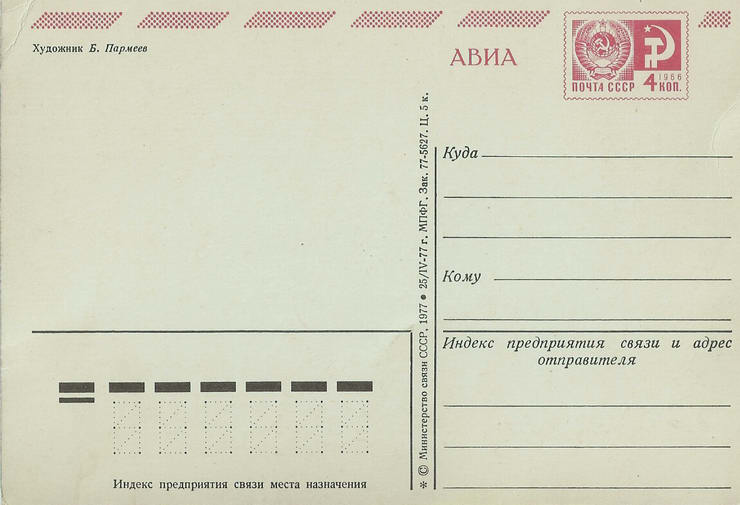 Художник Б. Пармеев
АВИА
1966
ПОЧТА СССР 4 КОП.
Куда
Кому
Индекс предприятия связи и адрес
отправителя
* © Министерство связи СССР, 1977 • 25/IV-77 г. МПФГ. Зак. 77-5627. Ц. 5 к.
Индекс предприятия связи места назначения